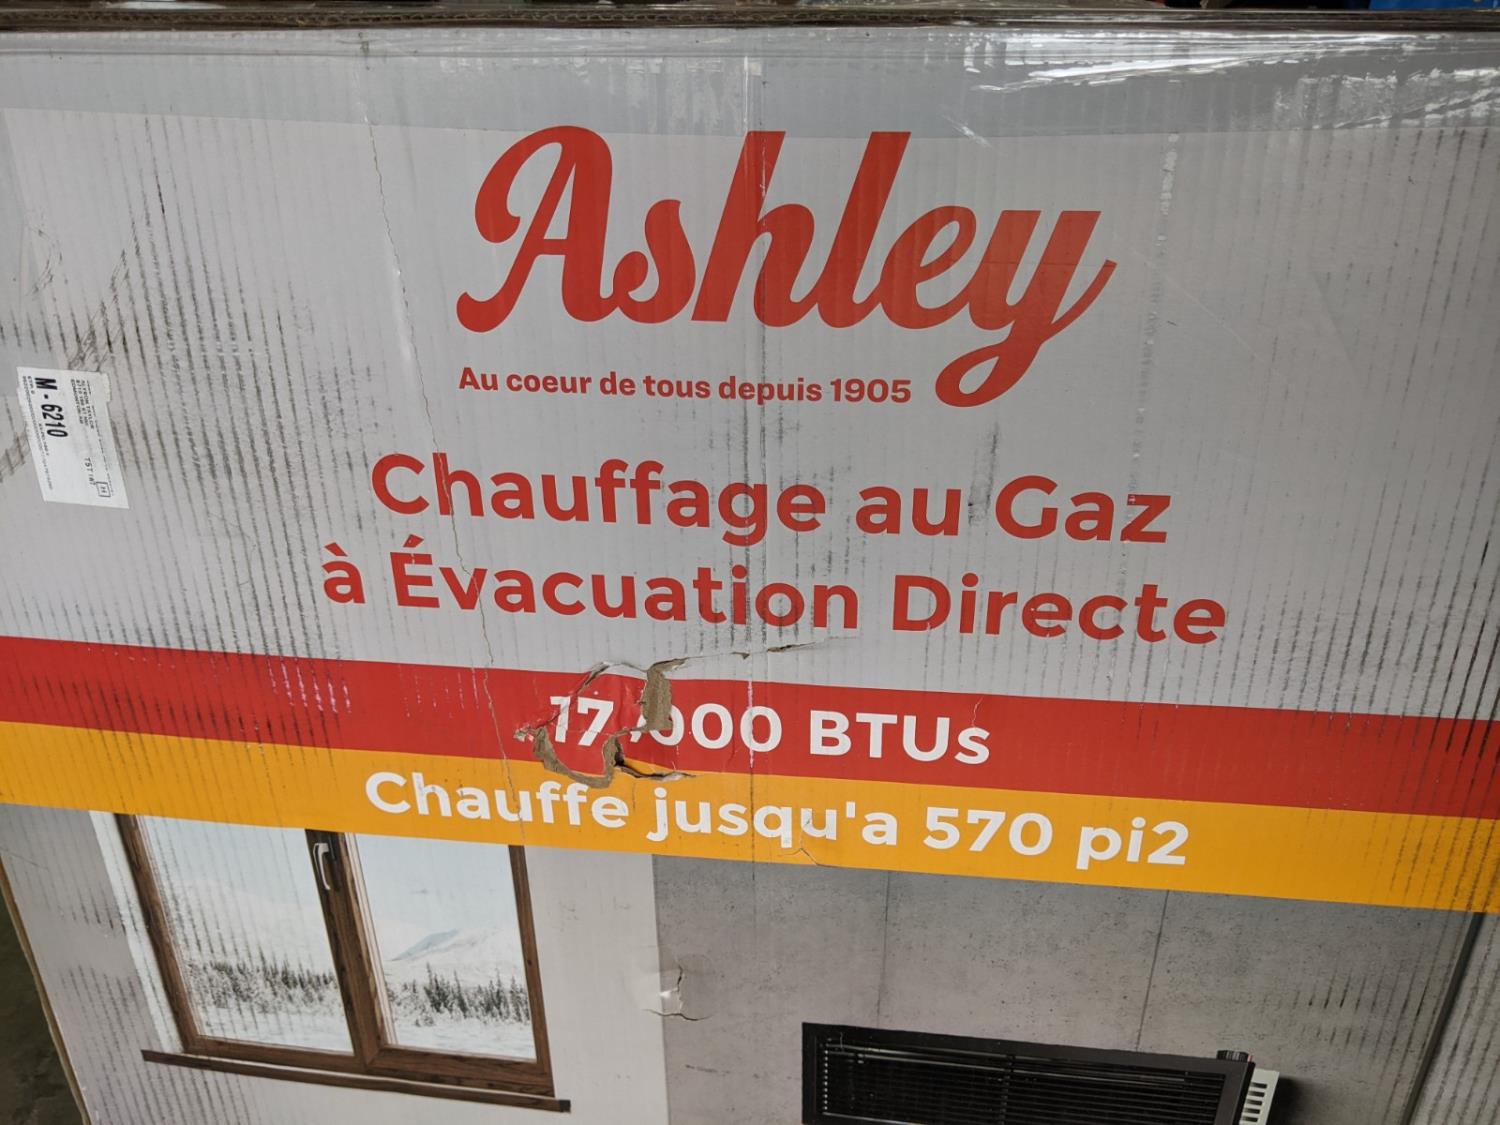 Ashley
Au coeur de tous depuis 1905
Chauffage au Gaz
à Évacuation Directe
17,000 BTUs
Chauffe jusqu'a 570 pi2
M - 6210